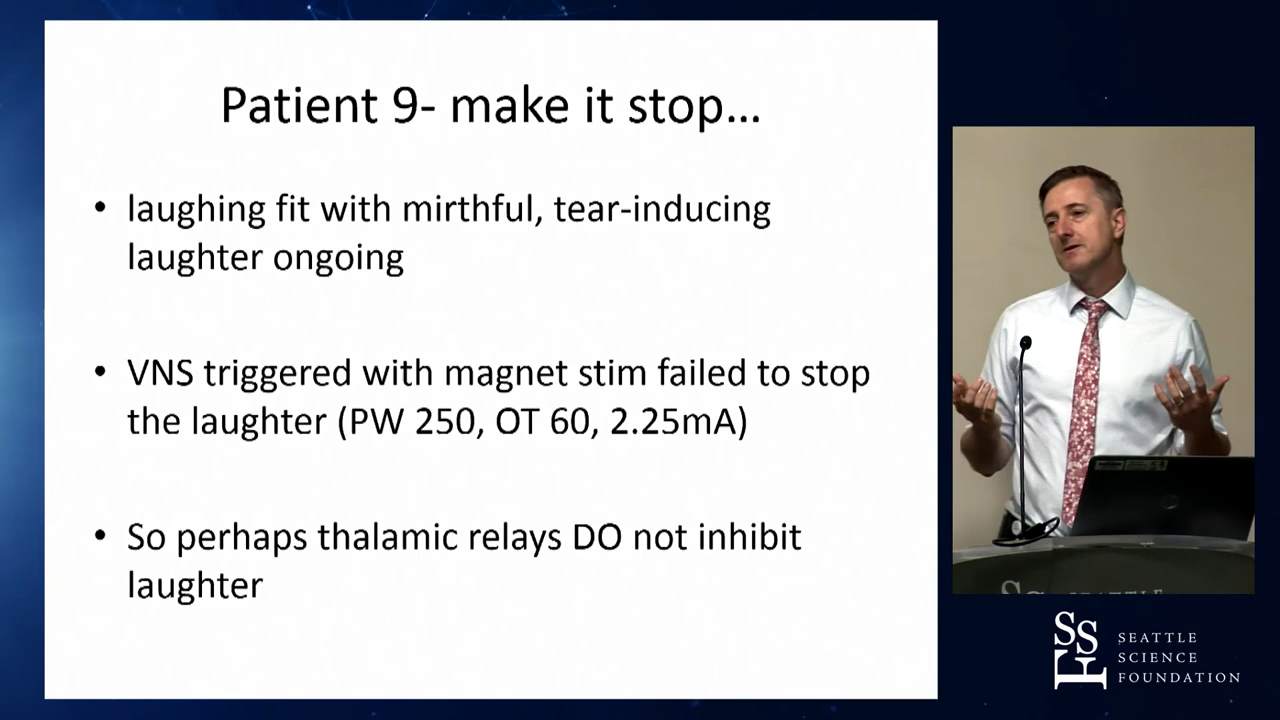 Patient 9- make it stop...
• laughing fit with mirthful, tear-inducing
laughter ongoing
• VNS triggered with magnet stim failed to stop
the laughter (PW 250, OT 60, 2.25mA)
• So perhaps thalamic relays DO not inhibit
laughter
SSF
SEATTLE
SCIENCE
FOUNDATION